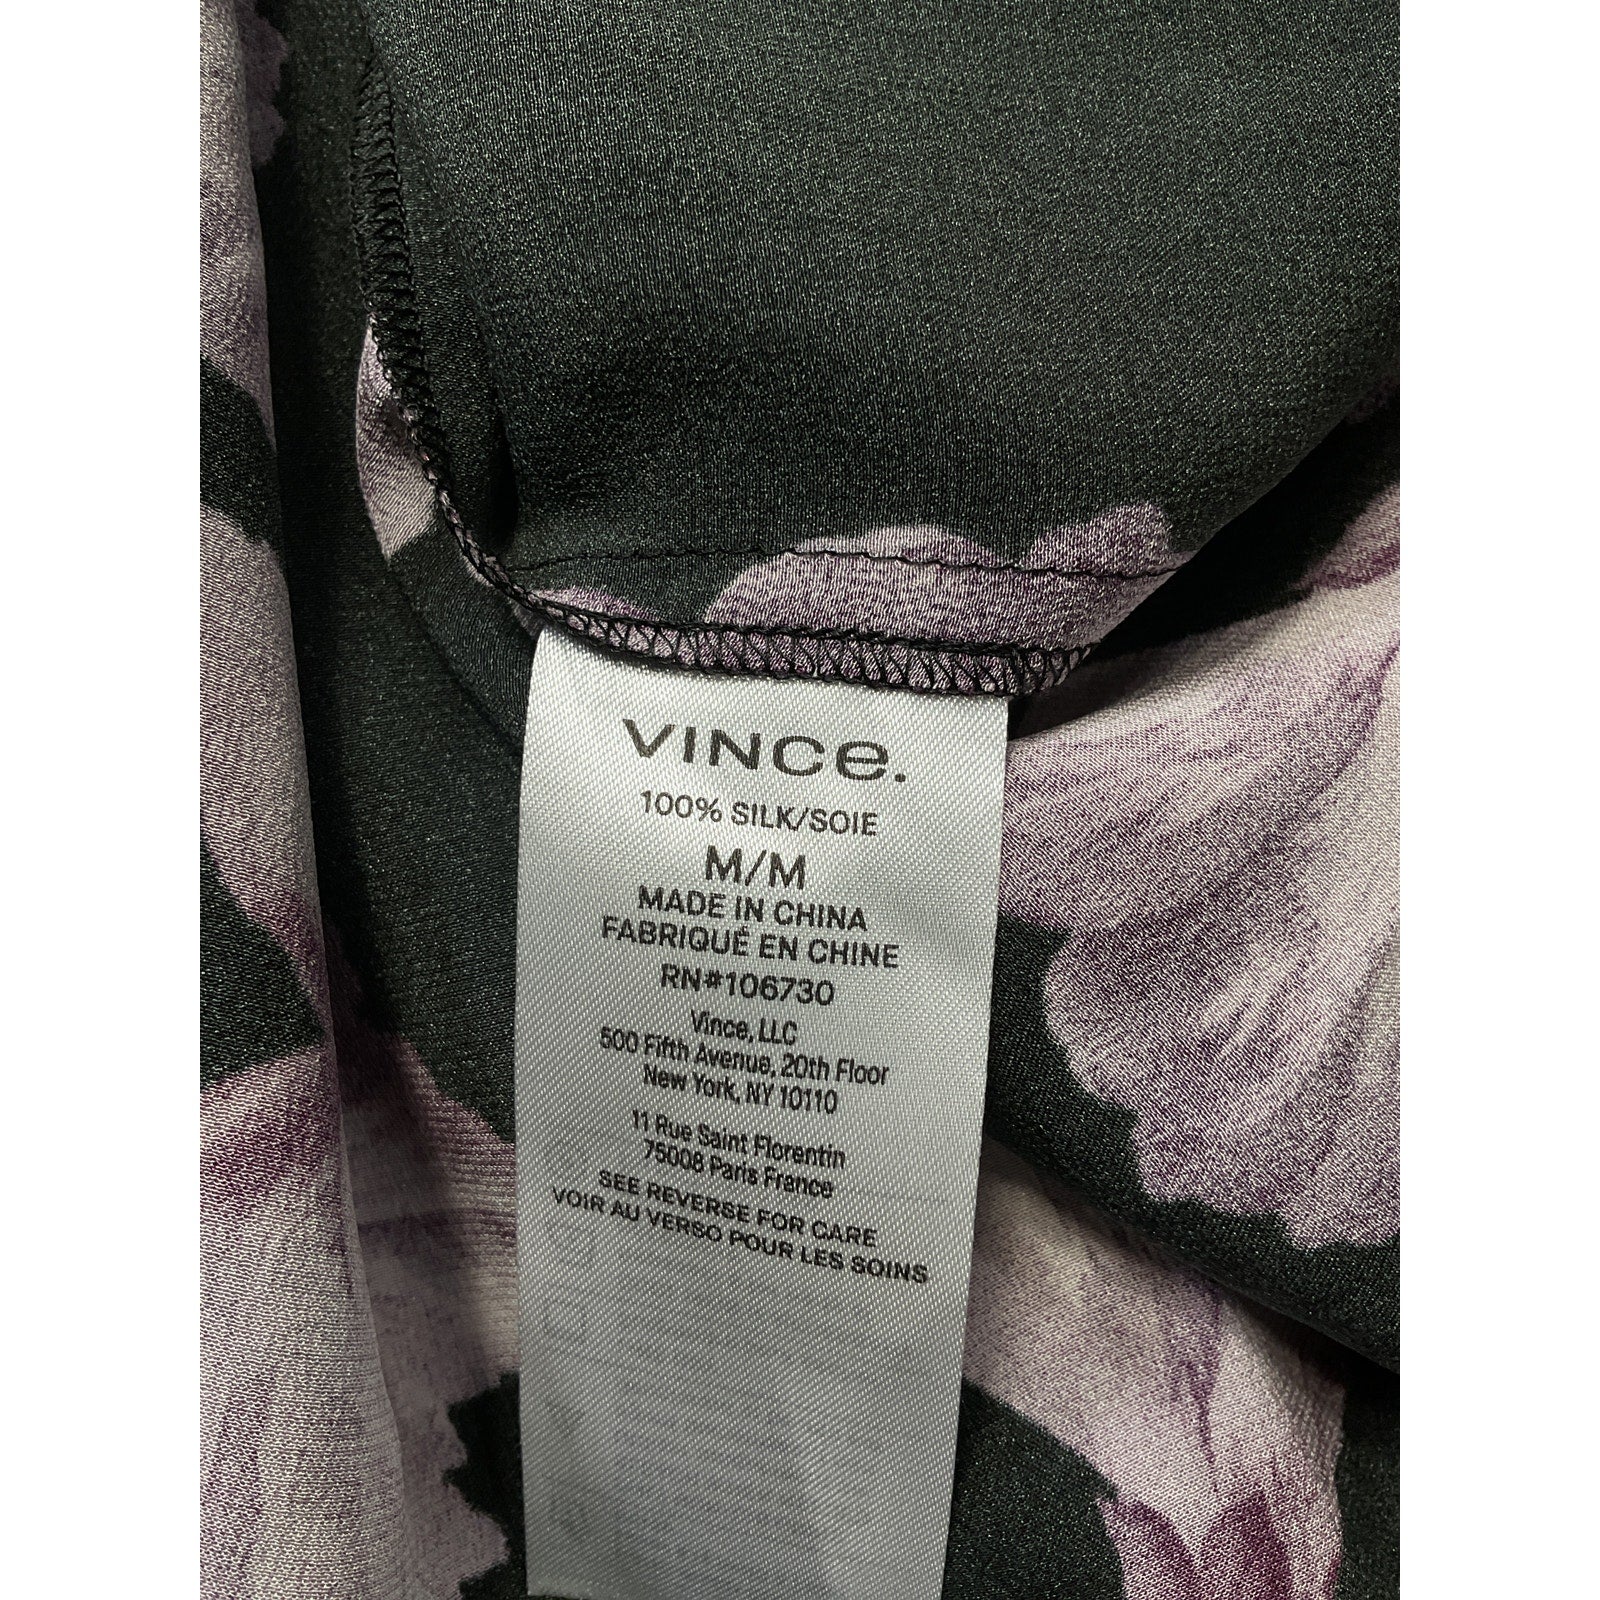 VINCe.
100% SILK/SOIE
M/M
MADE IN CHINA
FABRIQUÉ EN CHINE
RN#106730
Vince, LLC
500 Fifth Avenue, 20th Floor
New York, NY 10110
11 Rue Saint Florentin
75008 Paris France
SEE REVERSE FOR CARE
VOIR AU VERSO POUR LES SOINS